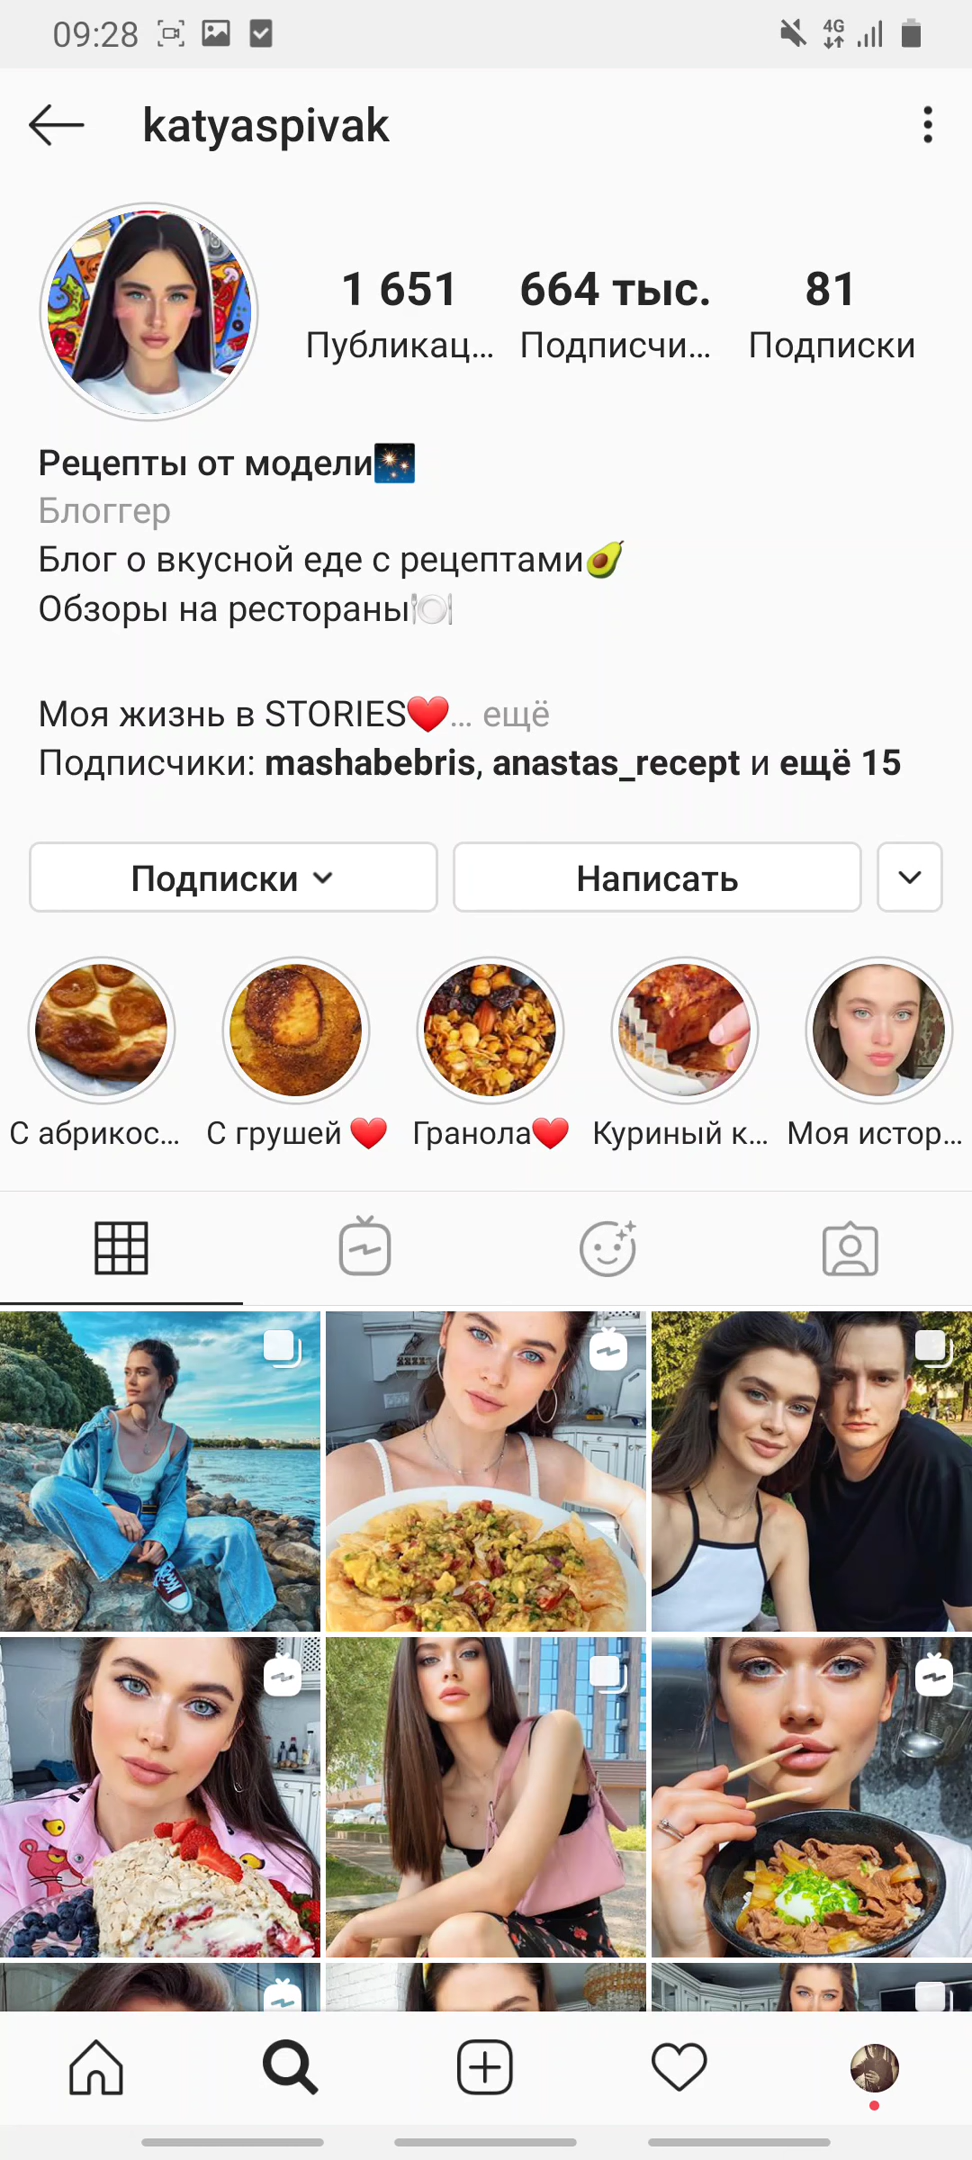 09:28
4G
katyaspivak
1 651 664 тыс. 81
Публикац... Подписчи... Подписки
Рецепты от модели🎇
Блоггер
Блог о вкусной еде с рецептами🥑
Обзоры на рестораны🍽
Моя жизнь в STORIES❤️... ещё
Подписчики: mashabebris, anastas_recept и ещё 15
Подписки Написать
С абрикос... С грушей ❤️ Гранола❤️ Куриный к... Моя истор...